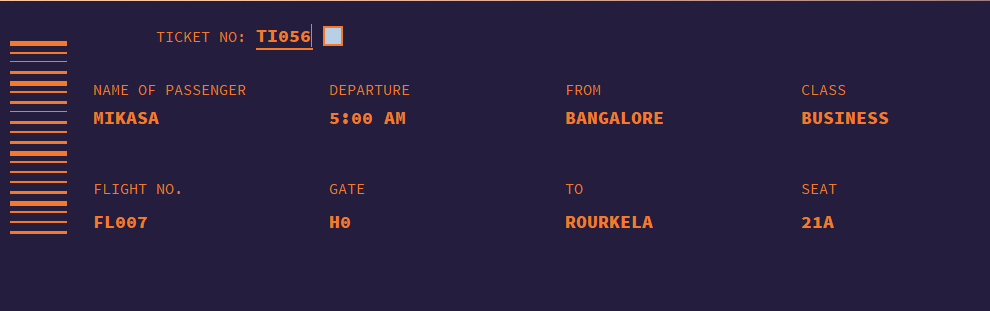 TICKET NO: TI056
NAME OF PASSENGER DEPARTURE FROM CLASS
MIKASA 5:00 AM BANGALORE BUSINESS
FLIGHT NO. GATE TO SEAT
FL007 H0 ROURKELA 21A